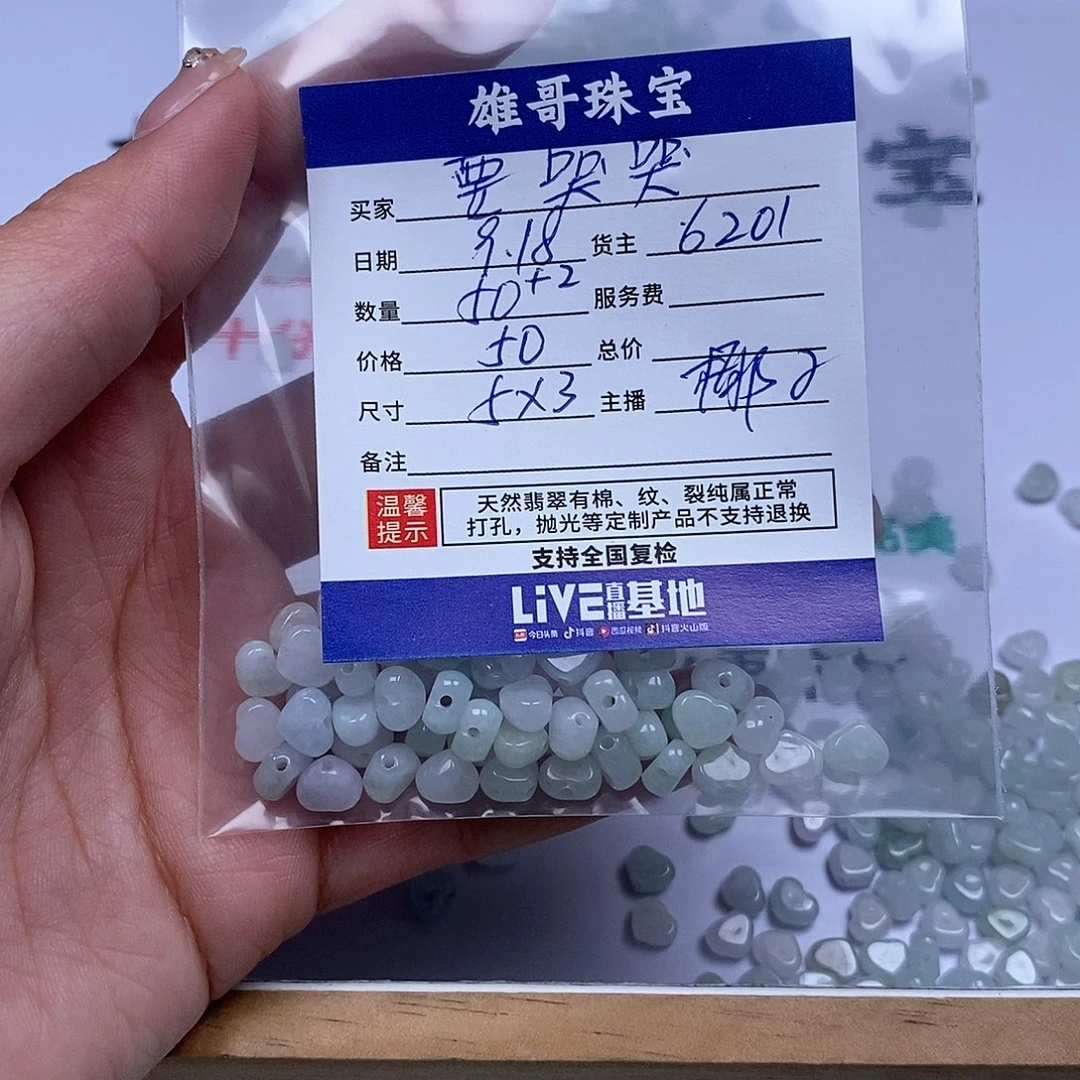 雄哥珠宝
买家 要哭哭
日期 9.18 货主 6201
数量 50+2 服务费
价格 50 总价
尺寸 5X3 主播
备注
温馨提示
天然翡翠有棉、纹、裂纯属正常
打孔，抛光等定制产品不支持退换
支持全国复检
LiVE直播基地
今日头条 抖音 西瓜视频 抖音火山版
宝